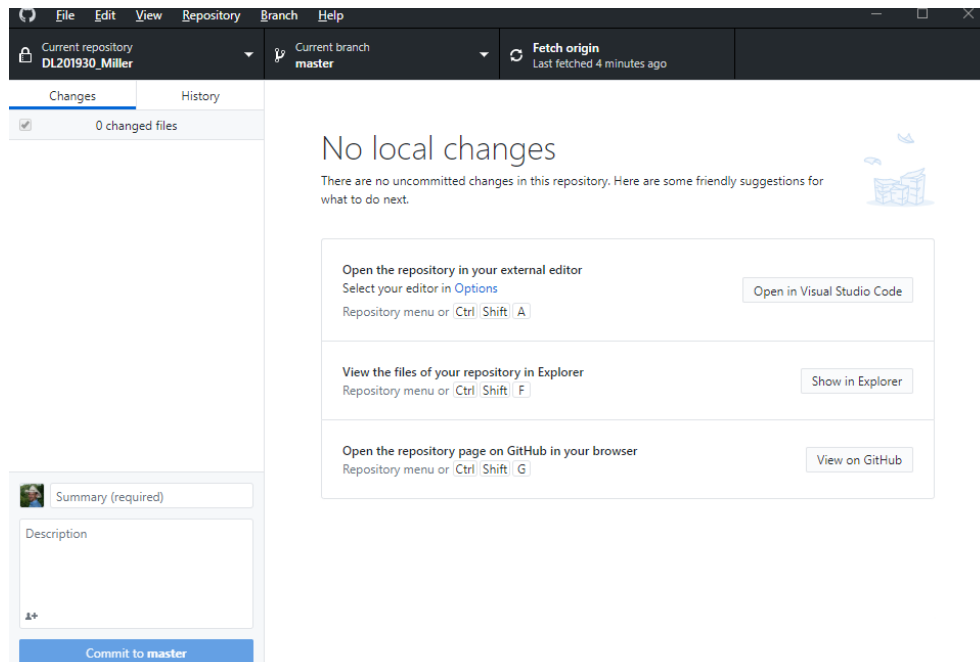 File Edit View Repository Branch Help
Current repository
DL201930_Miller
Current branch
master
Fetch origin
Last fetched 4 minutes ago
Changes History
0 changed files
No local changes
There are no uncommitted changes in this repository. Here are some friendly suggestions for
what to do next.
Open the repository in your external editor
Select your editor in Options
Repository menu or Ctrl Shift A
Open in Visual Studio Code
View the files of your repository in Explorer
Repository menu or Ctrl Shift F
Show in Explorer
Open the repository page on GitHub in your browser
Repository menu or Ctrl Shift G
View on GitHub
Summary (required)
Description
Commit to master